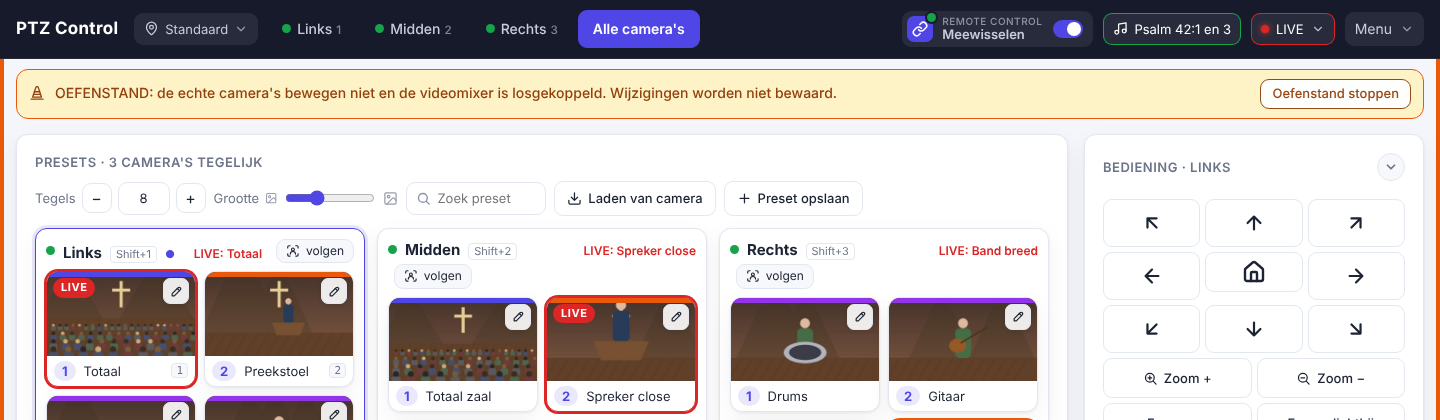 PTZ Control Standaard Links 1 Midden 2 Rechts 3 Alle camera's REMOTE CONTROL Meewisselen Psalm 42:1 en 3 LIVE Menu
OEFENSTAND: de echte camera's bewegen niet en de videomixer is losgekoppeld. Wijzigingen worden niet bewaard. Oefenstand stoppen
PRESETS · 3 CAMERA'S TEGELIJK
Tegels − 8 + Grootte Zoek preset Laden van camera + Preset opslaan
Links Shift+1 LIVE: Totaal volgen
LIVE
1 Totaal 1
2 Preekstoel 2
Midden Shift+2 LIVE: Spreker close
volgen
LIVE
1 Totaal zaal
2 Spreker close
Rechts Shift+3 LIVE: Band breed
volgen
1 Drums
2 Gitaar
BEDIENING · LINKS
Zoom + Zoom −